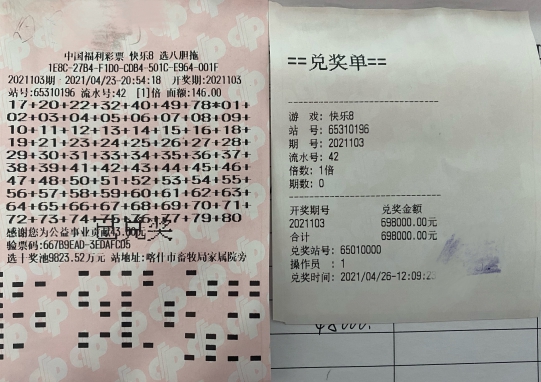 中国福利彩票 快乐8 选八胆拖
1EBC-27B4-F1D0-CDB4-501C-E964-001F
2021103期 2021/04/23-20:54:18 开奖期:2021103
站号:65310196 流水号:42 [1]倍 面额:146.00
17+20+22+32+40+49+78*01+
02+03+04+05+06+07+08+09+
10+11+12+13+14+15+16+18+
19+21+23+24+25+26+27+28+
29+30+31+33+34+35+36+37+
38+39+41+42+43+44+45+46+
47+48+50+51+52+53+54+55+
56+57+58+59+60+61+62+63+
64+65+66+67+68+69+70+71+
72+73+74+75+76+77+79+80
感谢您为公益事业贡献43.80元
已兑奖
验票码:667B9EAD-3EDAFC05
选十奖池9823.52万元 站地址:喀什市畜牧局家属院旁
==兑奖单==
游 戏: 快乐8
站 号: 65310196
期 号: 2021103
流水号: 42
倍数: 1倍
期数: 0
开奖期号 兑奖金额
2021103 698000.00元
合计 698000.00元
兑奖站号: 65010000
操作员 : 1
兑奖时间: 2021/04/26-12:09:2